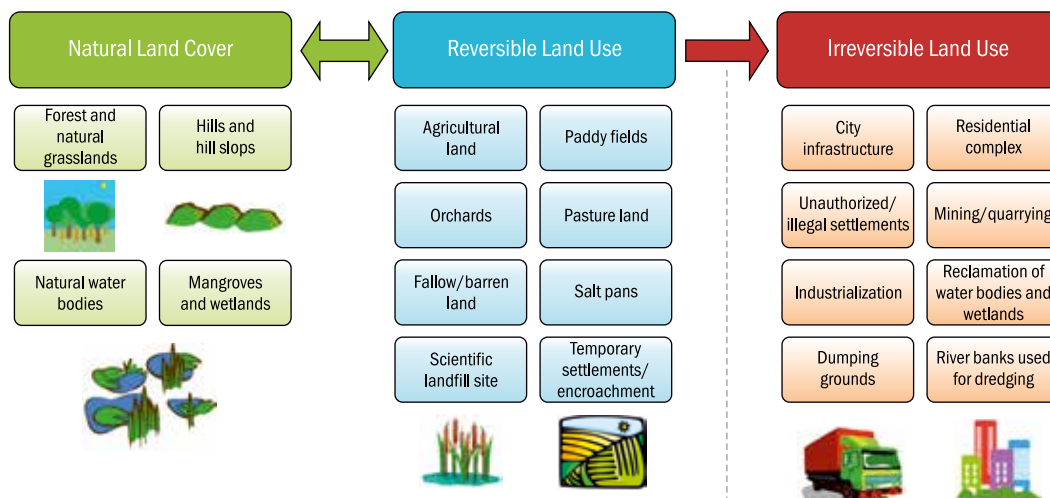 Natural Land Cover
Reversible Land Use
Irreversible Land Use
Forest and
natural
grasslands
Hills and
hill slops
Natural water
bodies
Mangroves
and wetlands
Agricultural
land
Paddy fields
Orchards
Pasture land
Fallow/barren
land
Salt pans
Scientific
landfill site
Temporary
settlements/
encroachment
City
infrastructure
Residential
complex
Unauthorized/
illegal settlements
Mining/quarrying
Industrialization
Reclamation of
water bodies and
wetlands
Dumping
grounds
River banks used
for dredging